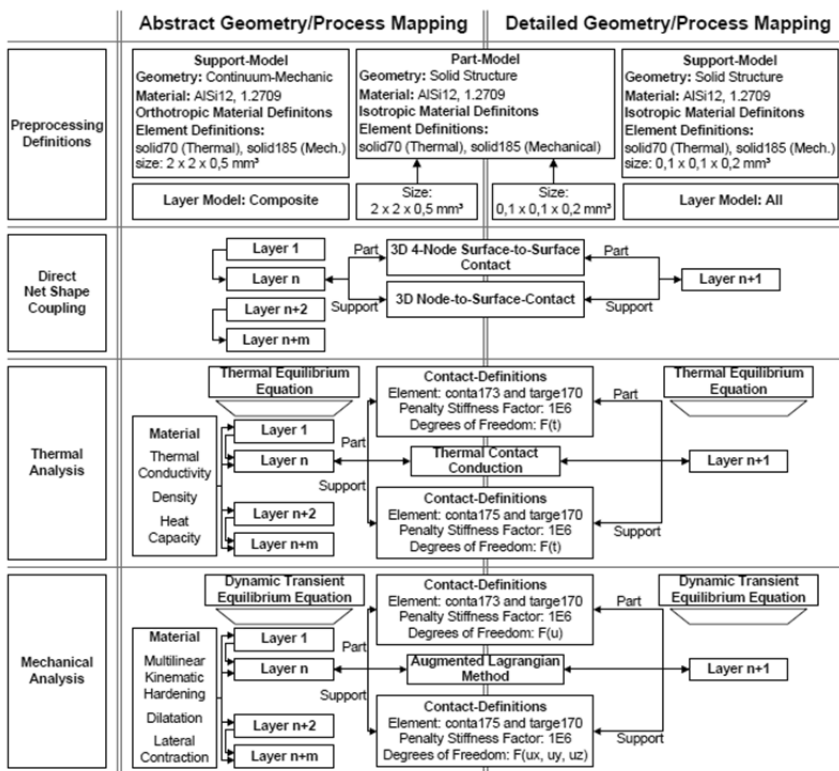 Abstract Geometry/Process Mapping
Detailed Geometry/Process Mapping
Preprocessing
Definitions
Support-Model
Geometry: Continuum-Mechanic
Material: AlSi12, 1.2709
Orthotropic Material Definitons
Element Definitions:
solid70 (Thermal), solid185 (Mech.)
size: 2 x 2 x 0,5 mm³
Layer Model: Composite
Part-Model
Geometry: Solid Structure
Material: AlSi12, 1.2709
Isotropic Material Definitions
Element Definitions:
solid70 (Thermal), solid185 (Mechanical)
Size:
2 x 2 x 0,5 mm³
Size:
0,1 x 0,1 x 0,2 mm³
Support-Model
Geometry: Solid Structure
Material: AlSi12, 1.2709
Isotropic Material Definitions
Element Definitions:
solid70 (Thermal), solid185 (Mech.)
size: 0,1 x 0,1 x 0,2 mm³
Layer Model: All
Direct
Net Shape
Coupling
Layer 1
Layer n
Layer n+2
Layer n+m
Part
Support
3D 4-Node Surface-to-Surface
Contact
3D Node-to-Surface-Contact
Part
Support
Layer n+1
Thermal
Analysis
Thermal Equilibrium
Equation
Material
Thermal
Conductivity
Density
Heat
Capacity
Layer 1
Layer n
Layer n+2
Layer n+m
Part
Support
Contact-Definitions
Element: conta173 and targe170
Penalty Stiffness Factor: 1E6
Degrees of Freedom: F(t)
Thermal Contact
Conduction
Contact-Definitions
Element: conta175 and targe170
Penalty Stiffness Factor: 1E6
Degrees of Freedom: F(t)
Part
Support
Thermal Equilibrium
Equation
Layer n+1
Mechanical
Analysis
Dynamic Transient
Equilibrium Equation
Material
Multilinear
Kinematic
Hardening
Dilatation
Lateral
Contraction
Layer 1
Layer n
Layer n+2
Layer n+m
Part
Support
Contact-Definitions
Element: conta173 and targe170
Penalty Stiffness Factor: 1E6
Degrees of Freedom: F(u)
Augmented Lagrangian
Method
Contact-Definitions
Element: conta175 and targe170
Penalty Stiffness Factor: 1E6
Degrees of Freedom: F(ux, uy, uz)
Part
Support
Dynamic Transient
Equilibrium Equation
Layer n+1